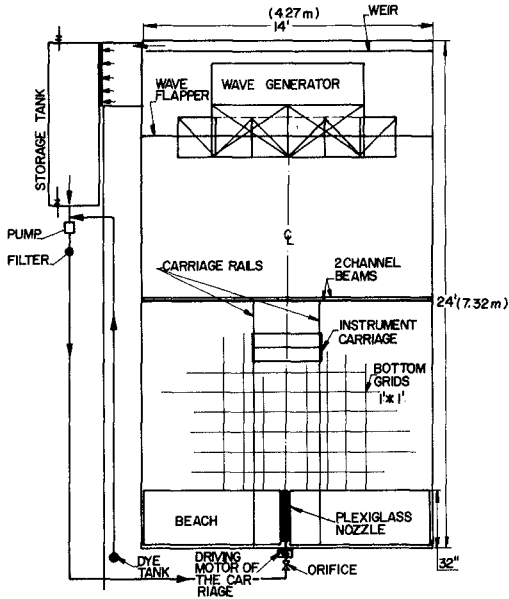 (4.27m)
14'
WEIR
WAVE
FLAPPER
WAVE GENERATOR
STORAGE TANK
PUMP
FILTER
CL
CARRIAGE RAILS
2 CHANNEL
BEAMS
24' (7.32m)
INSTRUMENT
CARRIAGE
BOTTOM
GRIDS
1'* 1'
BEACH
PLEXIGLASS
NOZZLE
32"
DYE
TANK
DRIVING
MOTOR OF
THE CAR-
RIAGE
ORIFICE